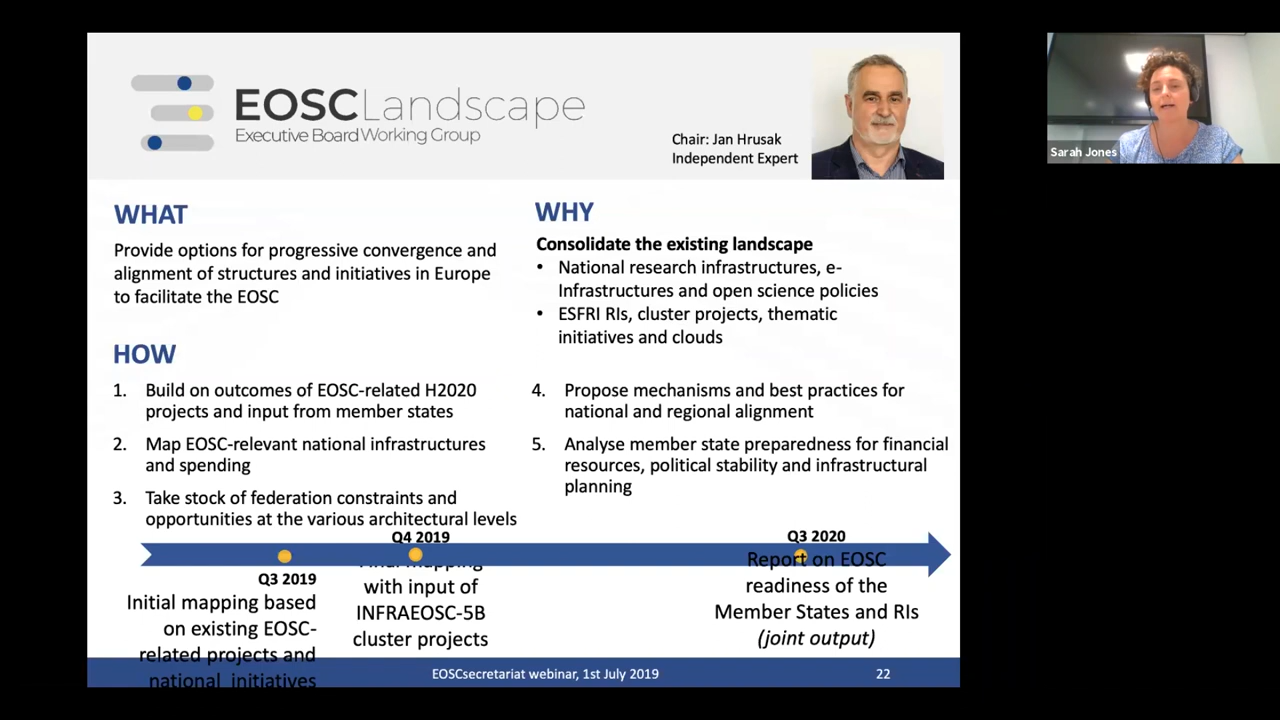 EOSCLandscape
Executive Board Working Group
Chair: Jan Hrusak
Independent Expert
Sarah Jones
WHAT
Provide options for progressive convergence and
alignment of structures and initiatives in Europe
to facilitate the EOSC
WHY
Consolidate the existing landscape
• National research infrastructures, e-
Infrastructures and open science policies
• ESFRI RIs, cluster projects, thematic
initiatives and clouds
HOW
1. Build on outcomes of EOSC-related H2020
projects and input from member states
2. Map EOSC-relevant national infrastructures
and spending
3. Take stock of federation constraints and
opportunities at the various architectural levels
4. Propose mechanisms and best practices for
national and regional alignment
5. Analyse member state preparedness for financial
resources, political stability and infrastructural
planning
Q3 2019
Initial mapping based
on existing EOSC-
related projects and
national initiatives
Q4 2019
Final mapping
with input of
INFRAEOSC-5B
cluster projects
Q3 2020
Report on EOSC
readiness of the
Member States and RIs
(joint output)
EOSCsecretariat webinar, 1st July 2019
22